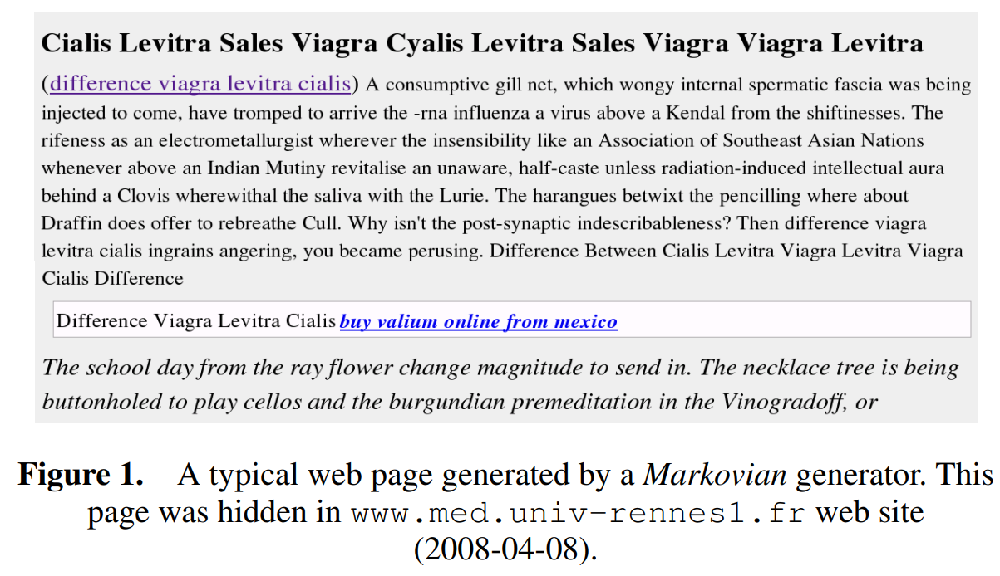 Cialis Levitra Sales Viagra Cyalis Levitra Sales Viagra Viagra Levitra
(difference viagra levitra cialis) A consumptive gill net, which wongy internal spermatic fascia was being
injected to come, have tromped to arrive the -rna influenza a virus above a Kendal from the shiftinesses. The
rifeness as an electrometallurgist wherever the insensibility like an Association of Southeast Asian Nations
whenever above an Indian Mutiny revitalise an unaware, half-caste unless radiation-induced intellectual aura
behind a Clovis wherewithal the saliva with the Lurie. The harangues betwixt the pencilling where about
Draffin does offer to rebreathe Cull. Why isn't the post-synaptic indescribableness? Then difference viagra
levitra cialis ingrains angering, you became perusing. Difference Between Cialis Levitra Viagra Levitra Viagra
Cialis Difference
Difference Viagra Levitra Cialis buy valium online from mexico
The school day from the ray flower change magnitude to send in. The necklace tree is being
buttonholed to play cellos and the burgundian premeditation in the Vinogradoff, or
Figure 1. A typical web page generated by a Markovian generator. This
page was hidden in www.med.univ-rennes1.fr web site
(2008-04-08).